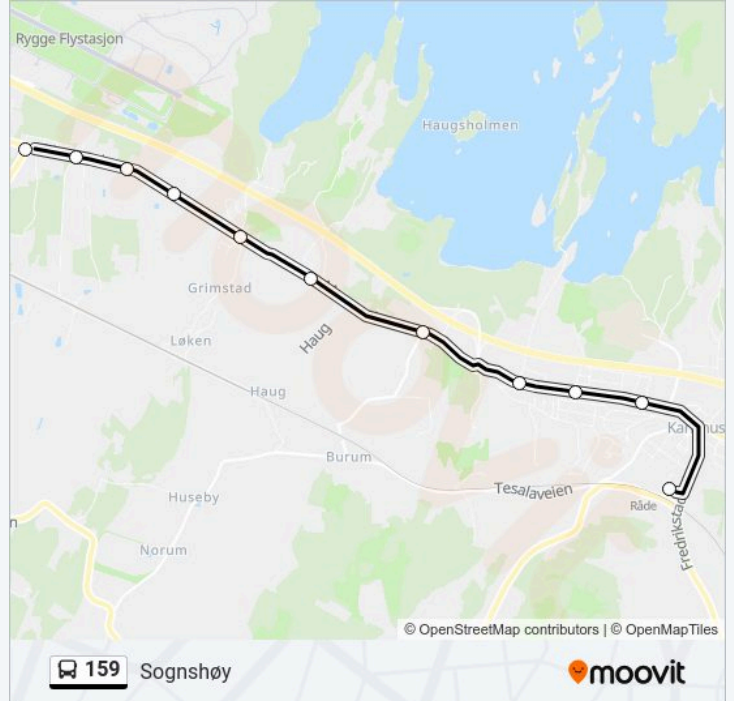 Rygge Flystasjon
Haugsholmen
Grimstad
Løken
Haug
Haug
Burum
Huseby
Tesalaveien
Råde
Norum
Fredrikstad
© OpenStreetMap contributors | © OpenMapTiles
159 Sognshøy
moovit